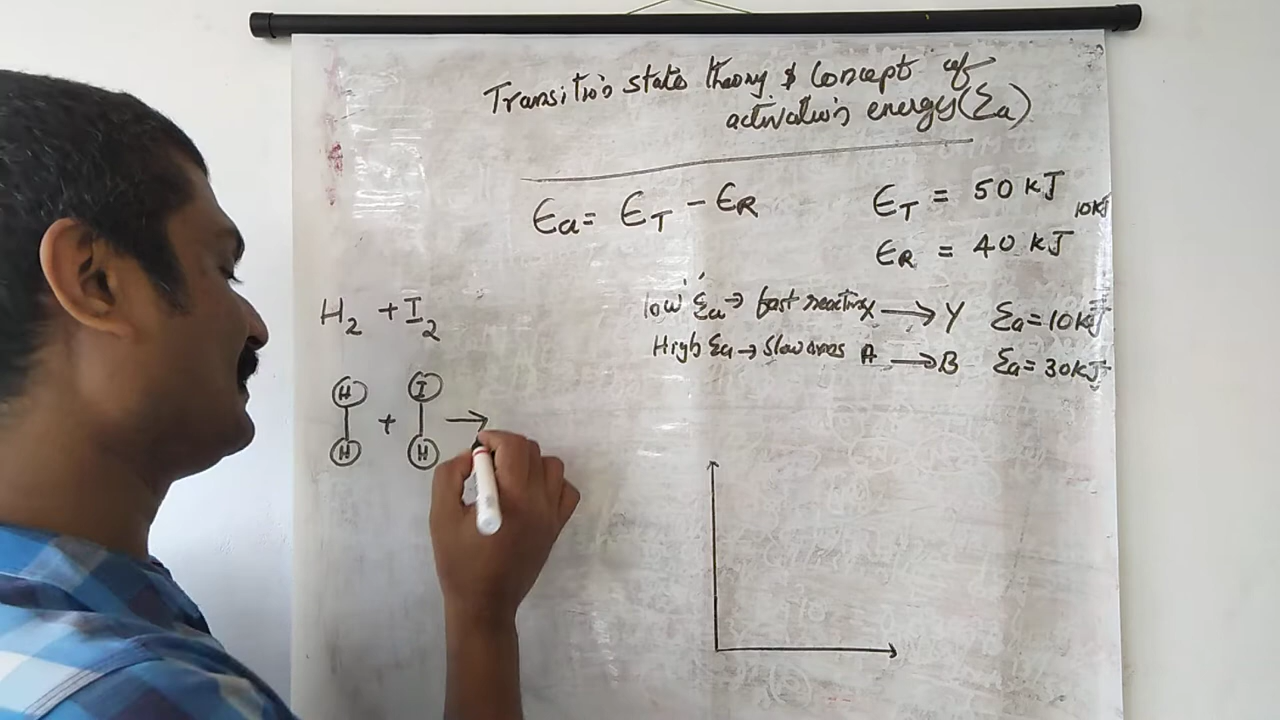 Transition state theory & Concept of
activation energy (Ea)
Ea = ET - ER
ET = 50 kJ
10kJ
ER = 40 kJ
low Ea → fast reaction
X → Y Ea = 10kJ
High Ea → slow
A → B Ea = 30kJ
H2 + I2
H I
+ →
H H